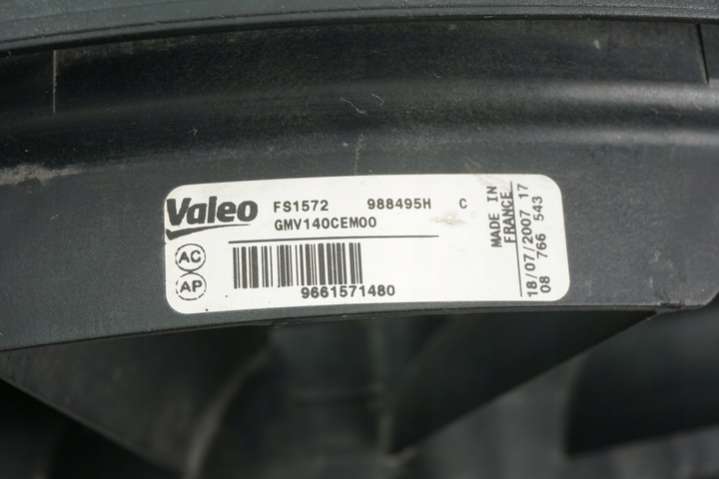 Valeo FS1572 988495H C
GMV140CEM00
AC
AP
9661571480
MADE IN
FRANCE
18/07/2007 17
08 766 543